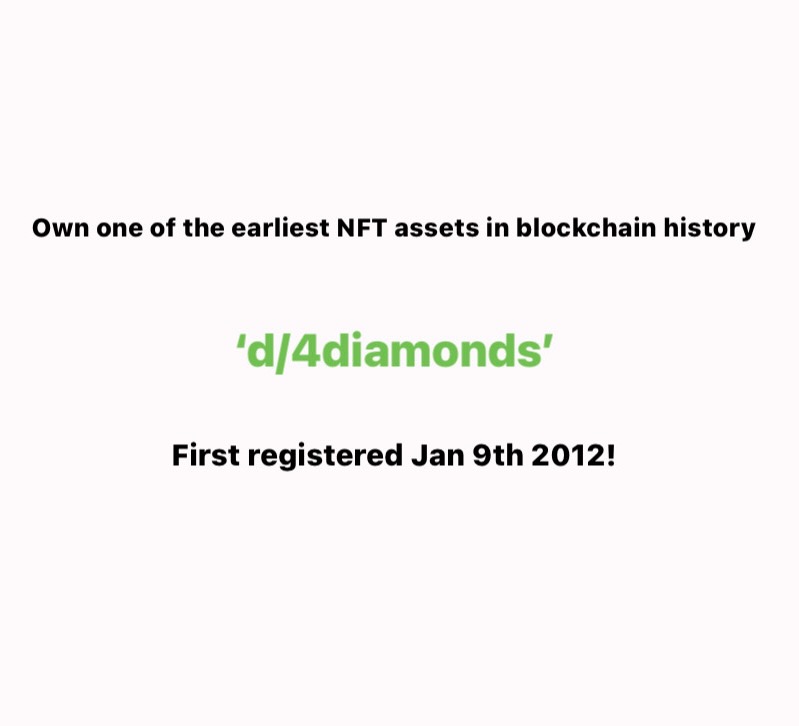 Own one of the earliest NFT assets in blockchain history
‘d/4diamonds’
First registered Jan 9th 2012!